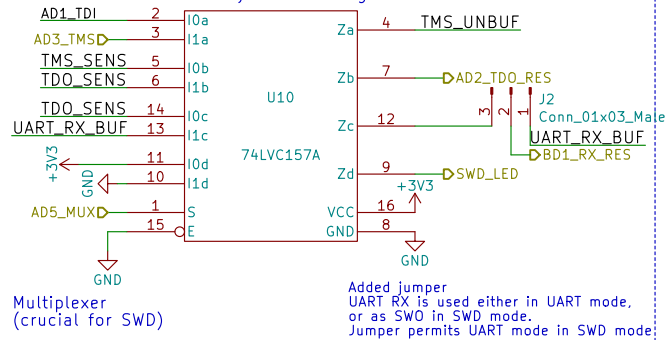 AD1_TDI 2 I0a Za 4 TMS_UNBUF
AD3_TMS 3 I1a
TMS_SENS 5 I0b Zb 7 AD2_TDO_RES
TDO_SENS 6 I1b
U10
J2
Conn_01x03_Male
3 2 1
TDO_SENS 14 I0c Zc 12
UART_RX_BUF 13 I1c
UART_RX_BUF
BD1_RX_RES
74LVC157A
+3V3 11 I0d
GND 10 I1d Zd 9 SWD_LED
+3V3
AD5_MUX 1 S VCC 16
15 E GND 8
GND
GND
Multiplexer
(crucial for SWD)
Added jumper
UART RX is used either in UART mode,
or as SWO in SWD mode.
Jumper permits UART mode in SWD mode